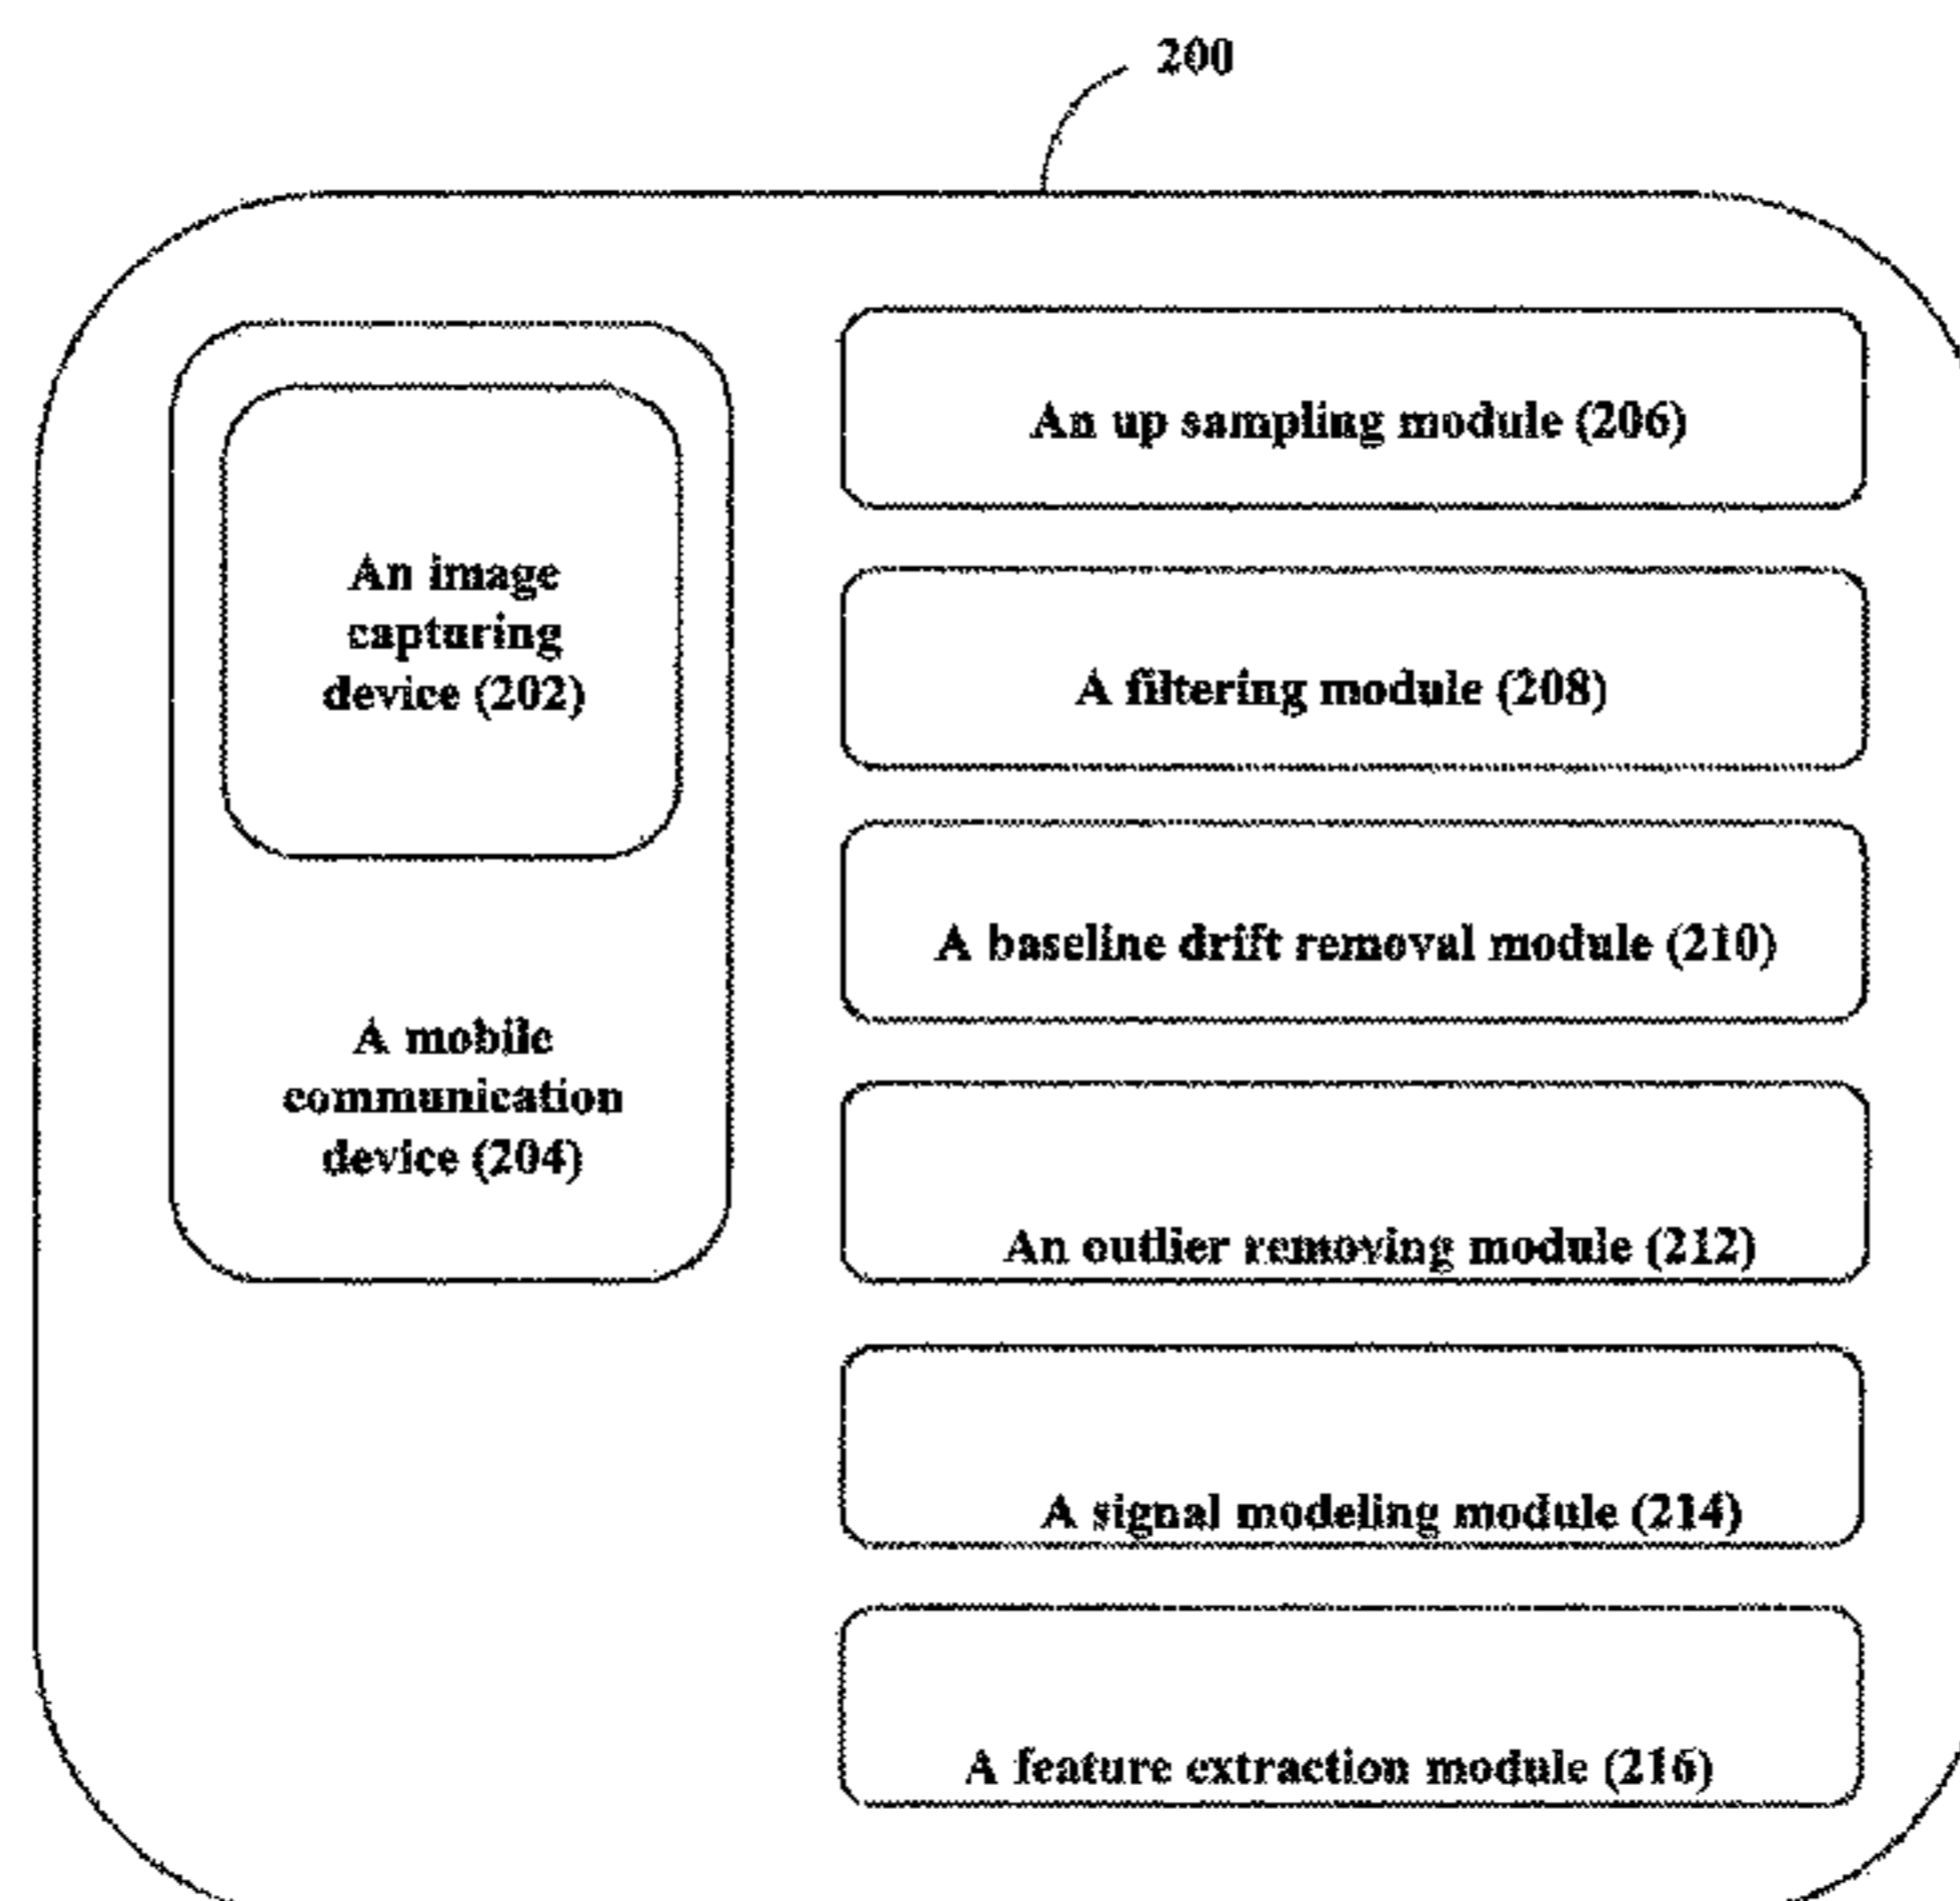 200
An image
capturing
device (202)
A mobile
communication
device (204)
An up sampling module (206)
A filtering module (208)
A baseline drift removal module (210)
An outlier removing module (212)
A signal modeling module (214)
A feature extraction module (216)